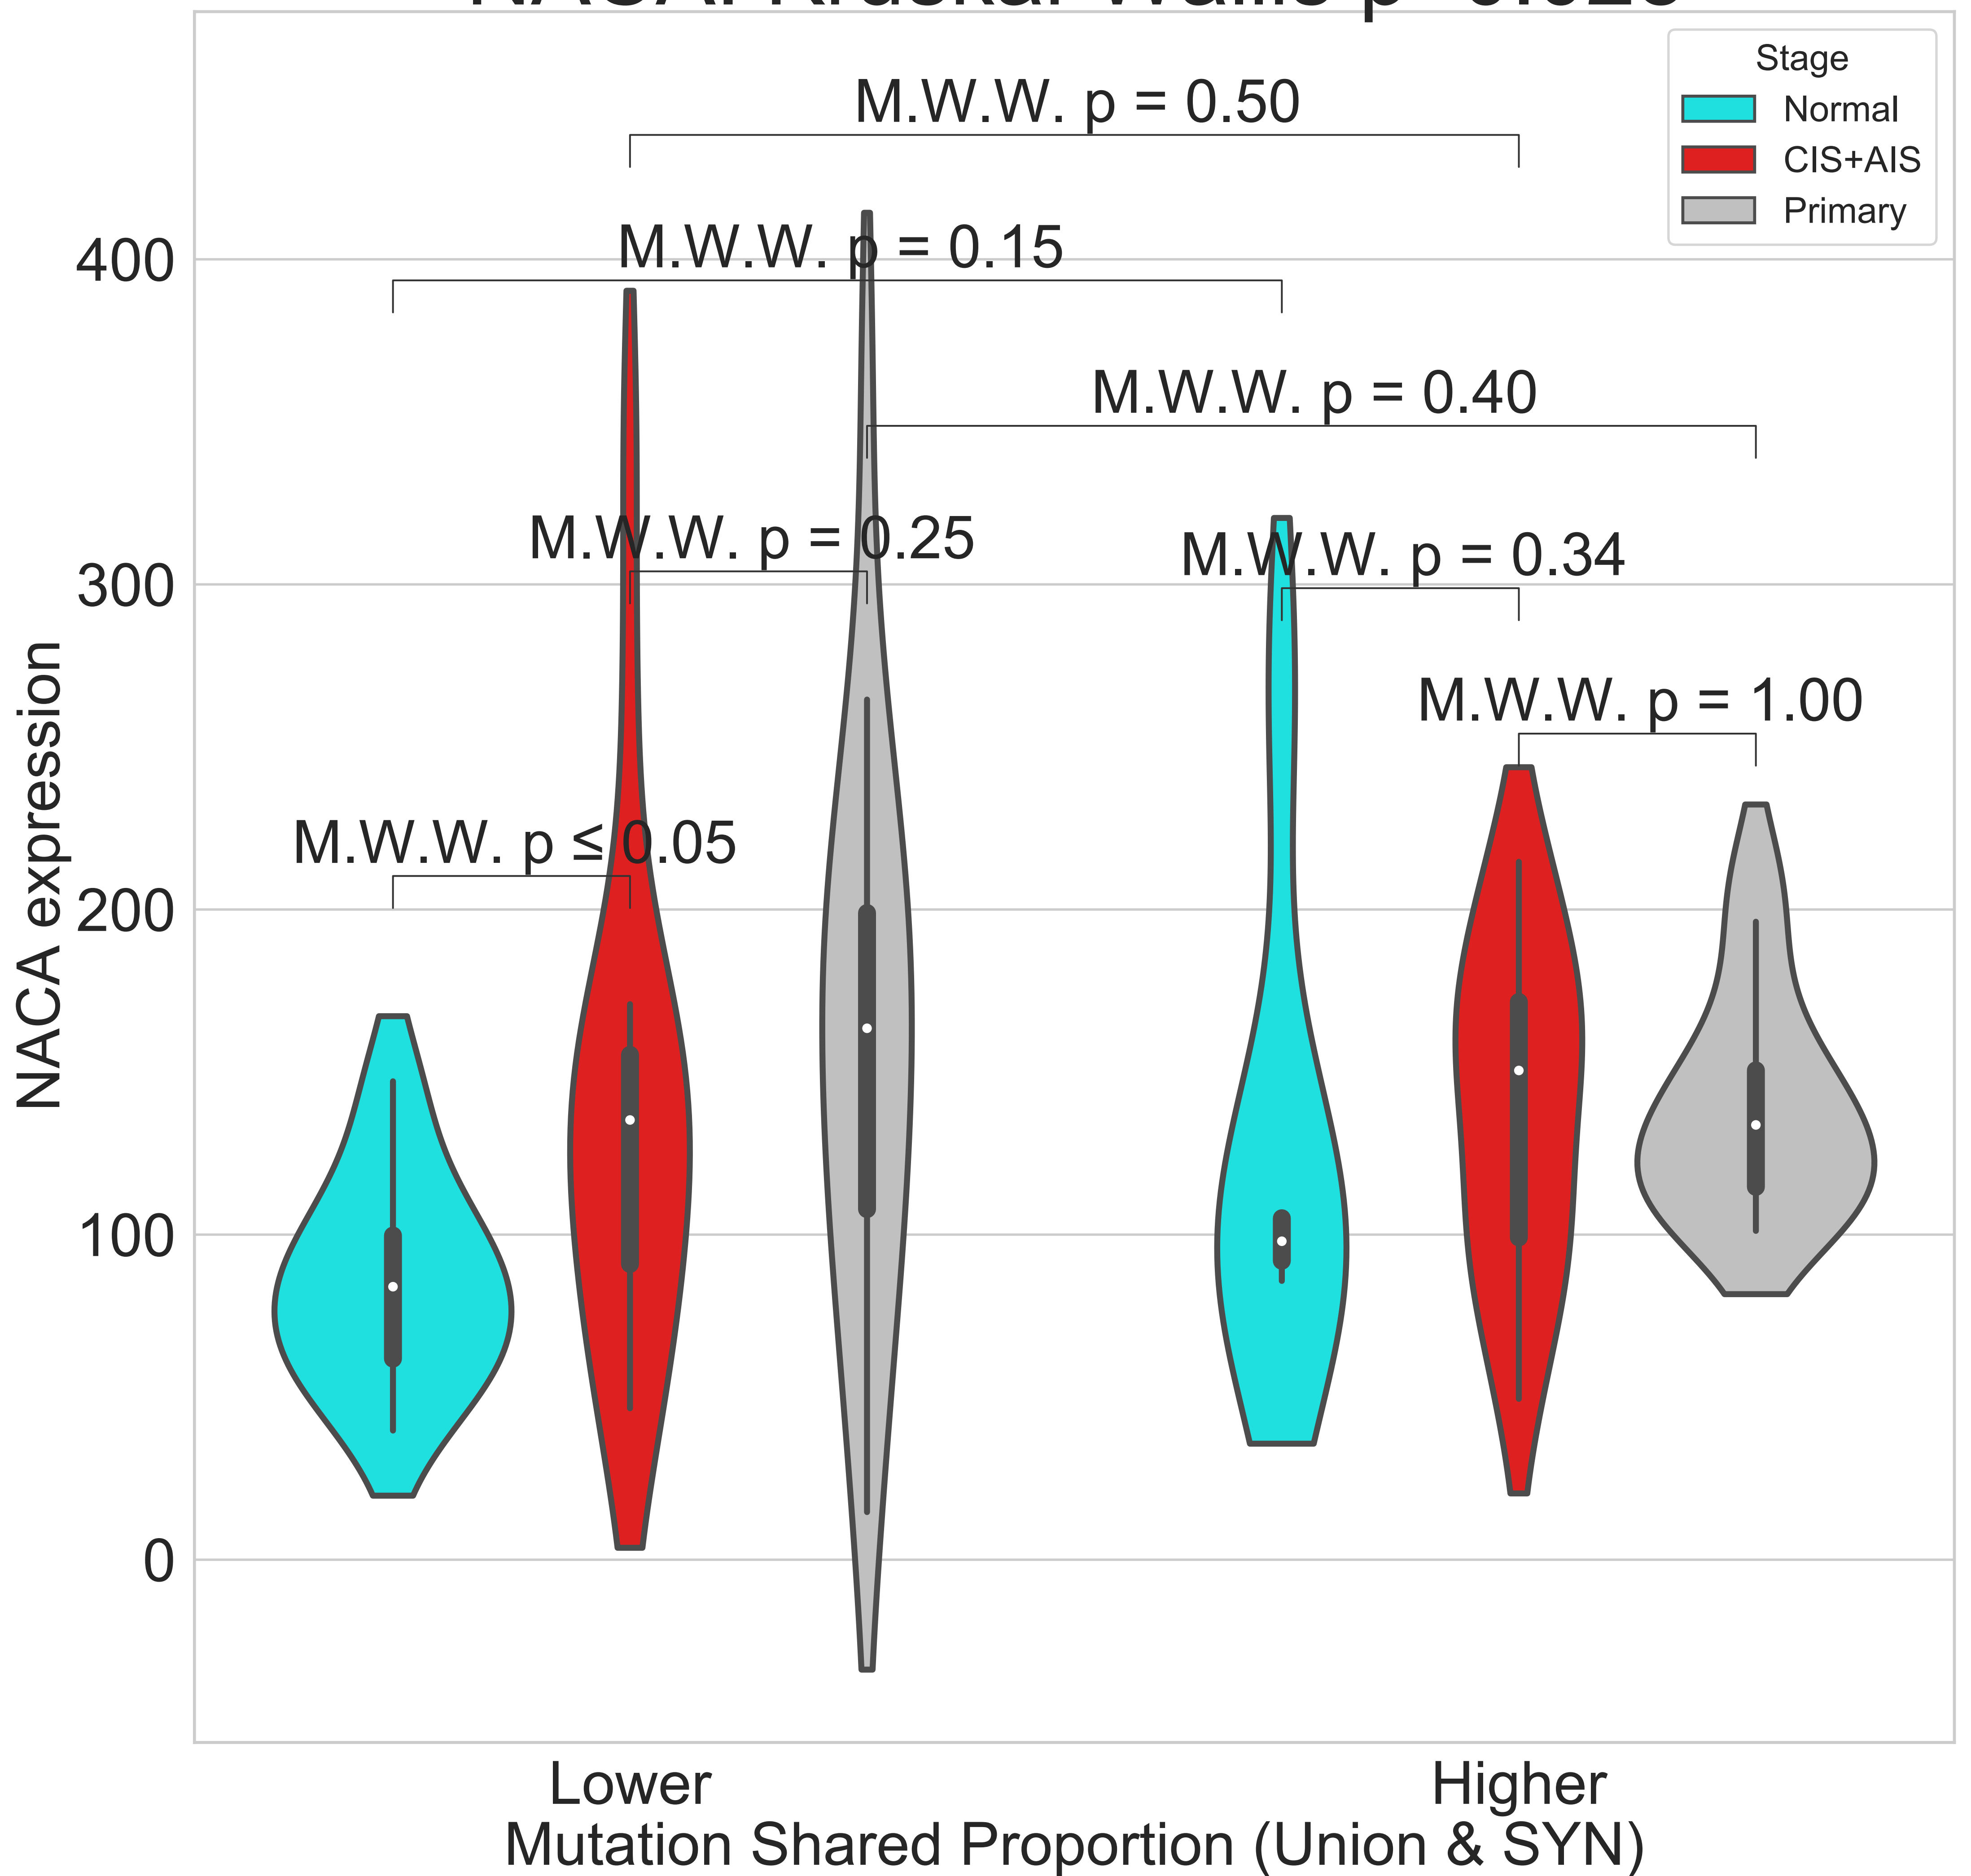 Stage
Normal
CIS+AIS
Primary
M.W.W. p = 0.50
M.W.W. p = 0.15
M.W.W. p = 0.40
M.W.W. p = 0.25
M.W.W. p = 0.34
M.W.W. p = 1.00
M.W.W. p ≤ 0.05
400
300
200
100
0
NACA expression
Lower
Higher
Mutation Shared Proportion (Union & SYN)